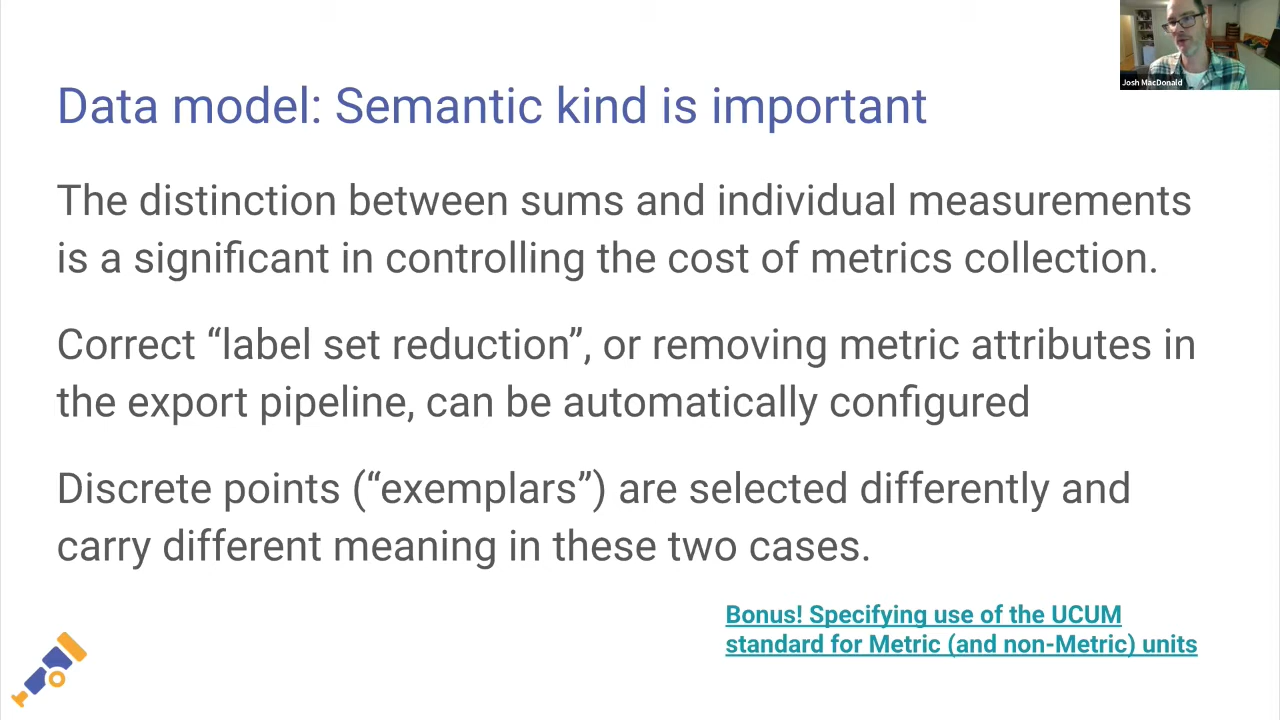 Josh MacDonald
Data model: Semantic kind is important
The distinction between sums and individual measurements
is a significant in controlling the cost of metrics collection.
Correct “label set reduction”, or removing metric attributes in
the export pipeline, can be automatically configured
Discrete points (“exemplars”) are selected differently and
carry different meaning in these two cases.
Bonus! Specifying use of the UCUM
standard for Metric (and non-Metric) units